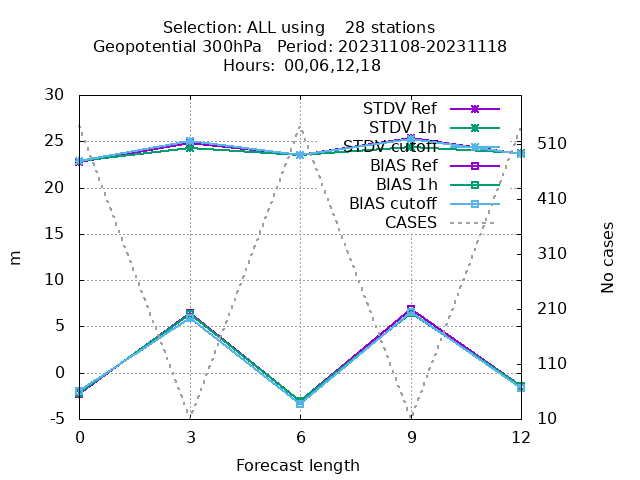 Selection: ALL using 28 stations
Geopotential 300hPa Period: 20231108-20231118
Hours: 00,06,12,18
30
25
20
15
10
5
0
-5
m
STDV Ref
STDV 1h
STDV cutoff
BIAS Ref
BIAS 1h
BIAS cutoff
CASES
510
410
310
210
110
10
No cases
0 3 6 9 12
Forecast length